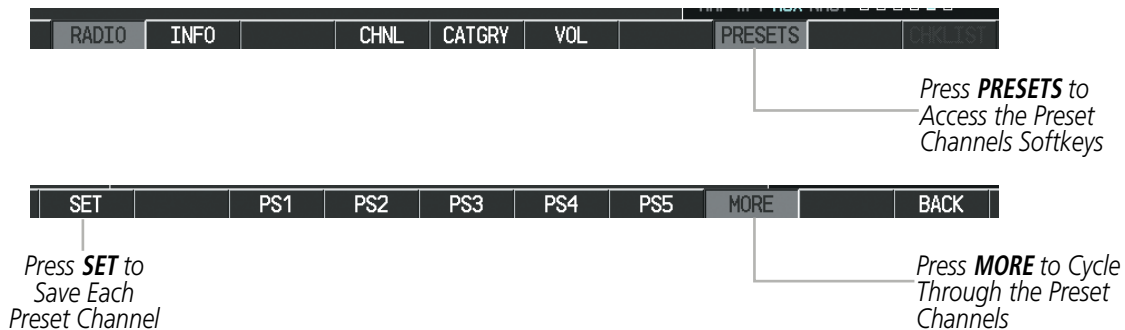 RADIO INFO CHNL CATGRY VOL PRESETS CHKLIST
Press PRESETS to
Access the Preset
Channels Softkeys
SET PS1 PS2 PS3 PS4 PS5 MORE BACK
Press SET to
Save Each
Preset Channel
Press MORE to Cycle
Through the Preset
Channels